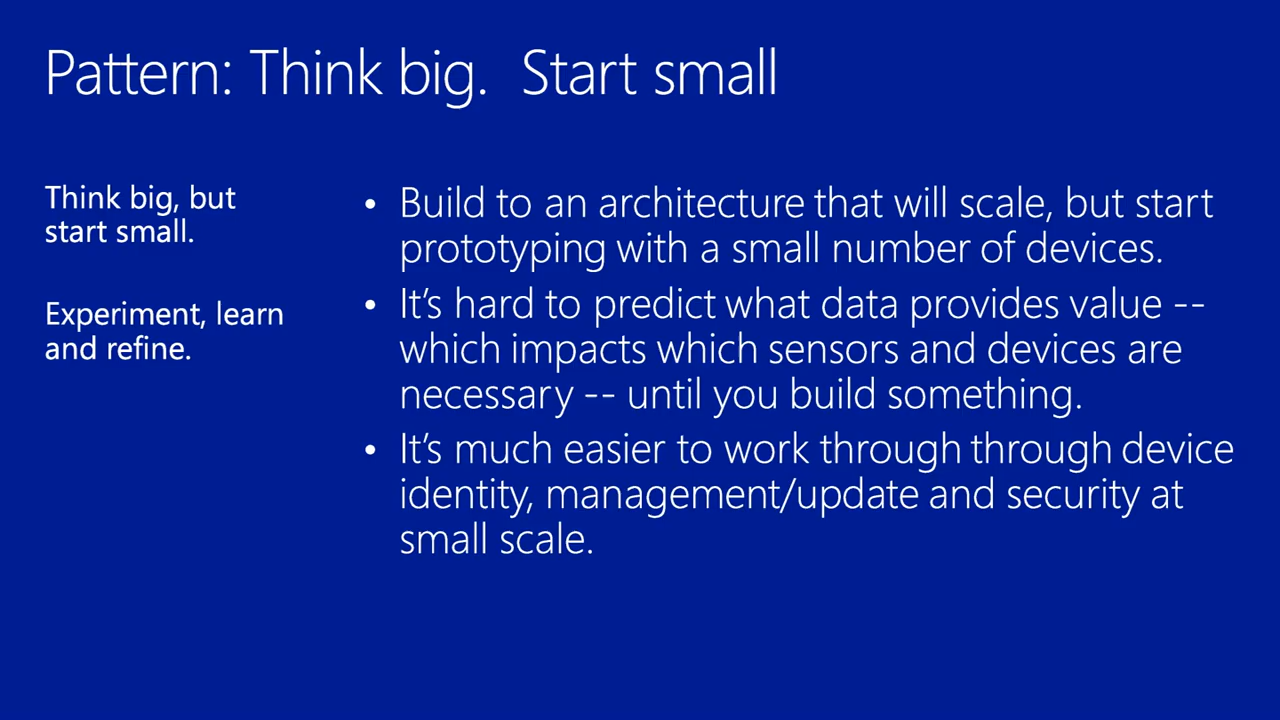 Pattern: Think big.  Start small
Think big, but
start small.
Experiment, learn
and refine.
• Build to an architecture that will scale, but start
prototyping with a small number of devices.
• It’s hard to predict what data provides value --
which impacts which sensors and devices are
necessary -- until you build something.
• It’s much easier to work through through device
identity, management/update and security at
small scale.